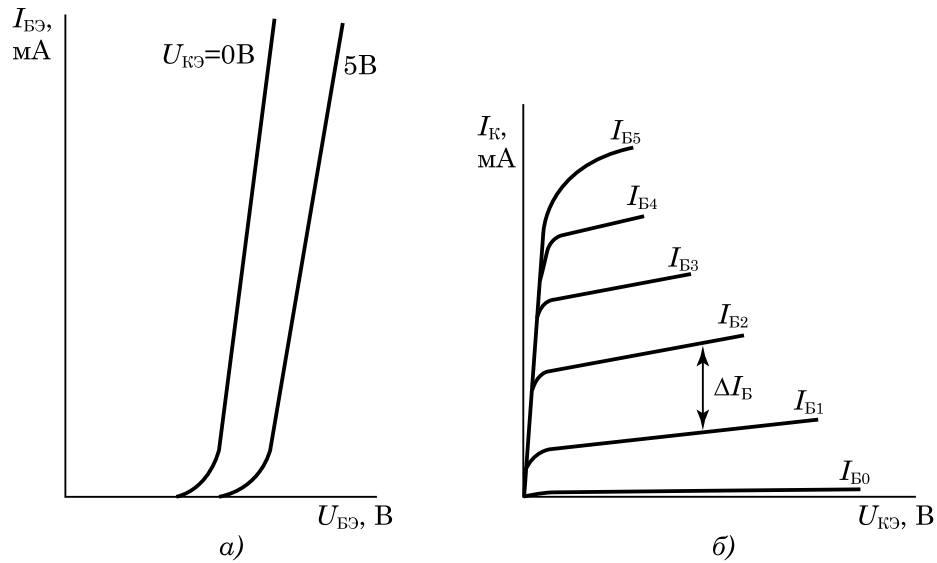 I_БЭ,
мА
U_КЭ=0В
5В
U_БЭ, В
а)
I_К,
мА
I_Б5
I_Б4
I_Б3
I_Б2
ΔI_Б
I_Б1
I_Б0
U_КЭ, В
б)